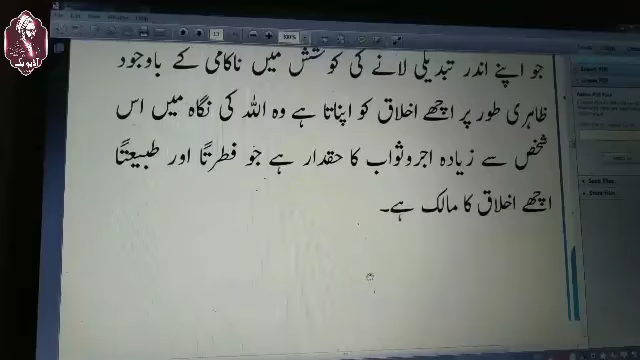 جو اپنے اندر تبدیلی لانے کی کوشش میں ناکامی کے باوجود
ظاہری طور پر اچھے اخلاق کو اپناتا ہے وہ اللہ کی نگاہ میں اس
شخص سے زیادہ اجروثواب کا حقدار ہے جو فطرتًا اور طبیعتًا
اچھے اخلاق کا مالک ہے۔